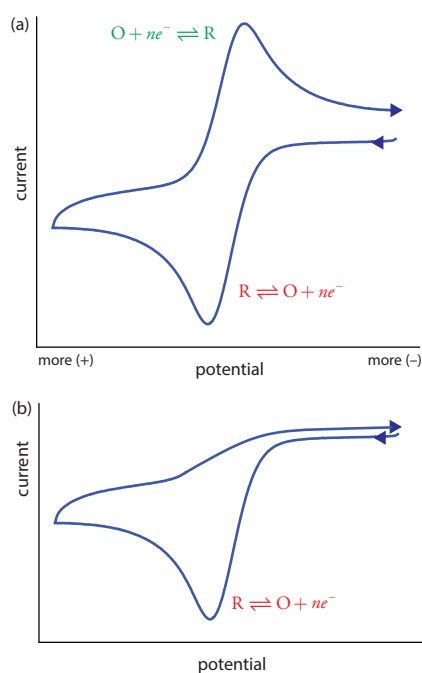 (a)
O + ne⁻ ⇌ R
current
R ⇌ O + ne⁻
more (+)
more (–)
potential
(b)
current
R ⇌ O + ne⁻
potential